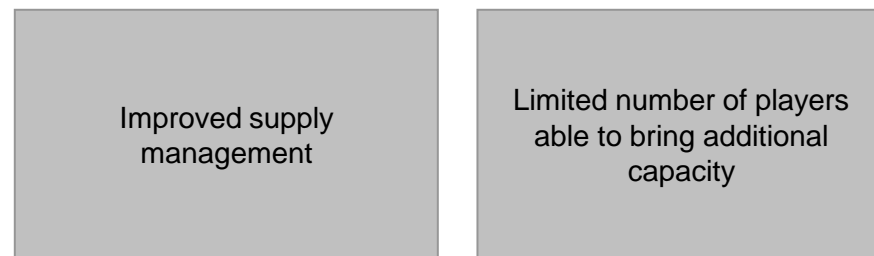 Improved supply
management
Limited number of players
able to bring additional
capacity